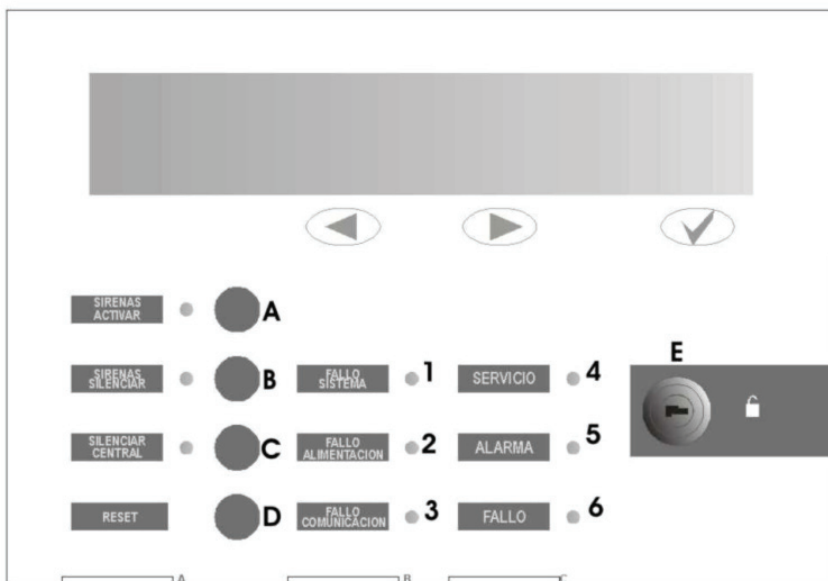 SIRENAS
ACTIVAR
A
SIRENAS
SILENCIAR
B
FALLO
SISTEMA
1
SERVICIO
4
E
SILENCIAR
CENTRAL
C
FALLO
ALIMENTACION
2
ALARMA
5
RESET
D
FALLO
COMUNICACION
3
FALLO
6
A
B